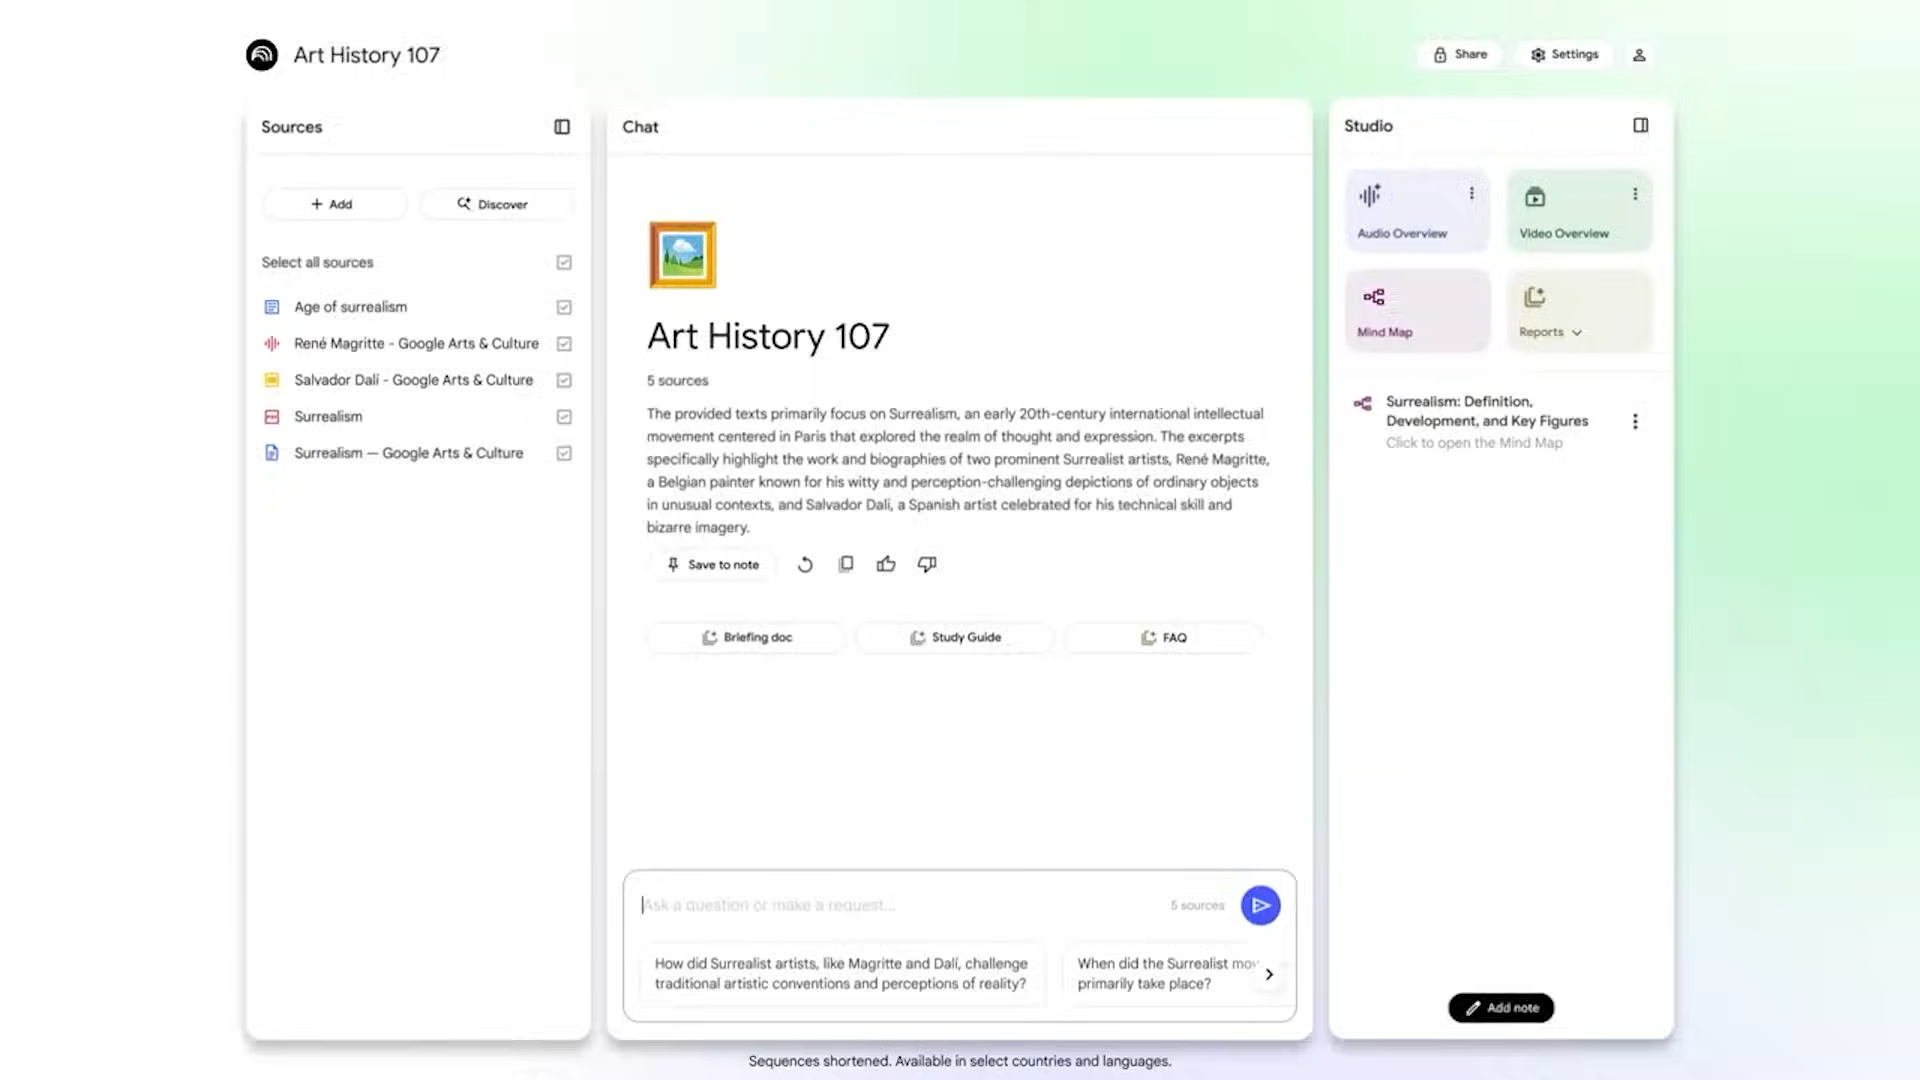 Art History 107
Share
Settings
Sources
Add
Discover
Select all sources
Age of surrealism
René Magritte - Google Arts & Culture
Salvador Dalí - Google Arts & Culture
Surrealism
Surrealism — Google Arts & Culture
Chat
Art History 107
5 sources
The provided texts primarily focus on Surrealism, an early 20th-century international intellectual
movement centered in Paris that explored the realm of thought and expression. The excerpts
specifically highlight the work and biographies of two prominent Surrealist artists, René Magritte,
a Belgian painter known for his witty and perception-challenging depictions of ordinary objects
in unusual contexts, and Salvador Dalí, a Spanish artist celebrated for his technical skill and
bizarre imagery.
Save to note
Briefing doc
Study Guide
FAQ
Ask a question or make a request...
5 sources
How did Surrealist artists, like Magritte and Dalí, challenge
traditional artistic conventions and perceptions of reality?
When did the Surrealist mov
primarily take place?
Studio
Audio Overview
Video Overview
Mind Map
Reports
Surrealism: Definition,
Development, and Key Figures
Click to open the Mind Map
Add note
Sequences shortened. Available in select countries and languages.